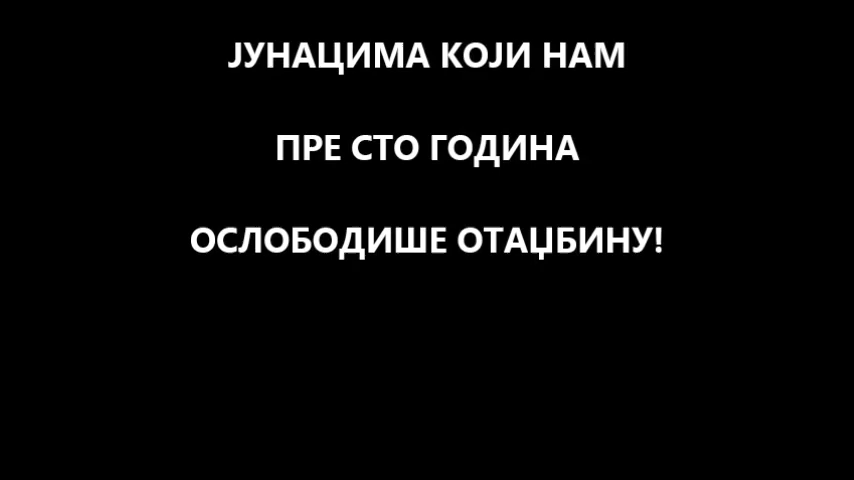 ЈУНАЦИМА КОЈИ НАМ
ПРЕ СТО ГОДИНА
ОСЛОБОДИШЕ ОТАЏБИНУ!